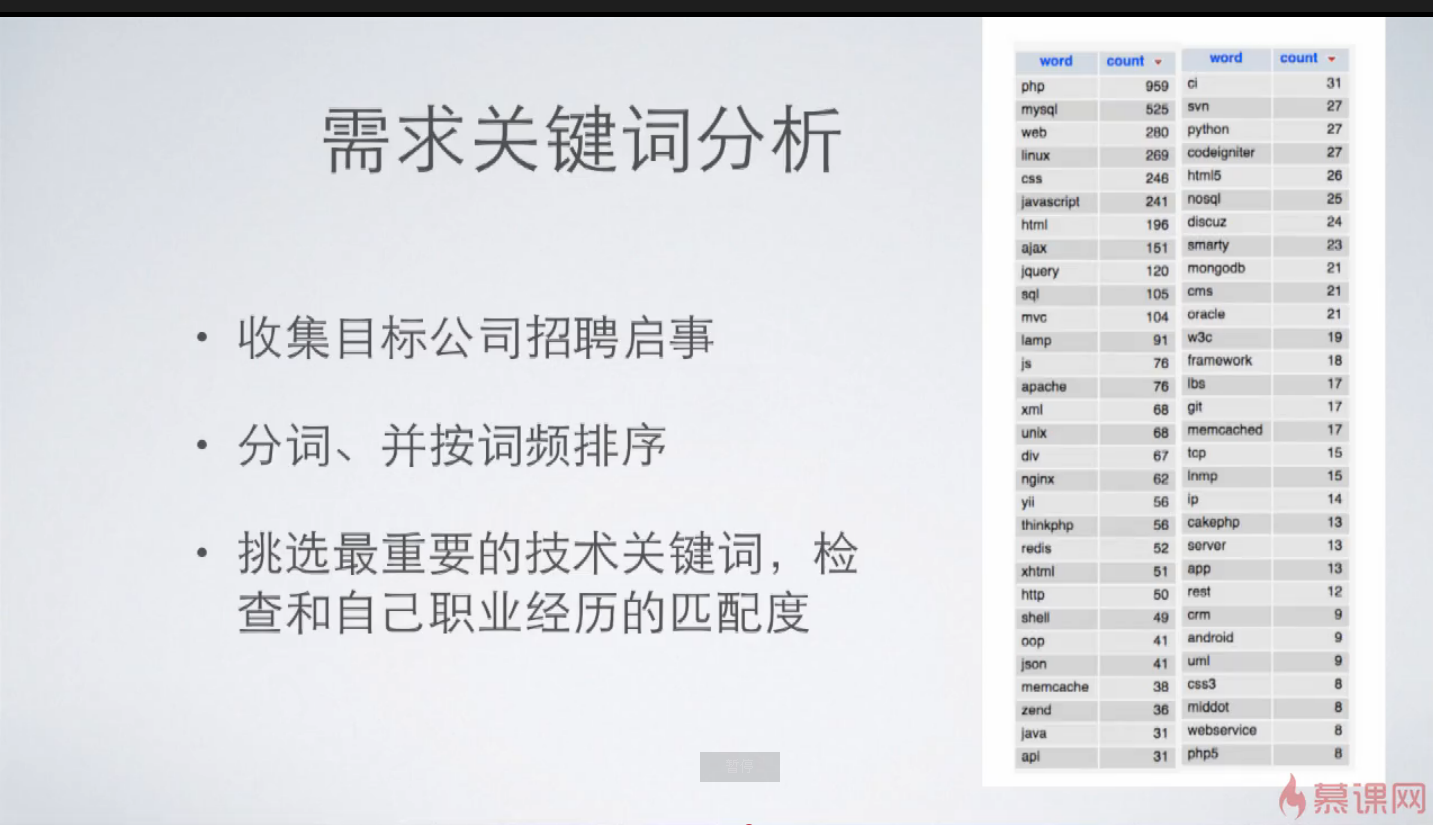 需求关键词分析
• 收集目标公司招聘启事
• 分词、并按词频排序
• 挑选最重要的技术关键词，检
查和自己职业经历的匹配度
word count
php 959
mysql 525
web 280
linux 269
css 246
javascript 241
html 196
ajax 151
jquery 120
sql 105
mvc 104
lamp 91
js 76
apache 76
xml 68
unix 68
div 67
nginx 62
yii 56
thinkphp 56
redis 52
xhtml 51
http 50
shell 49
oop 41
json 41
memcache 38
zend 36
java 31
api 31
word count
ci 31
svn 27
python 27
codeigniter 27
html5 26
nosql 25
discuz 24
smarty 23
mongodb 21
cms 21
oracle 21
w3c 19
framework 18
lbs 17
git 17
memcached 17
tcp 15
lnmp 15
ip 14
cakephp 13
server 13
app 13
rest 12
crm 9
android 9
uml 9
css3 8
middot 8
webservice 8
php5 8
暂停
慕课网